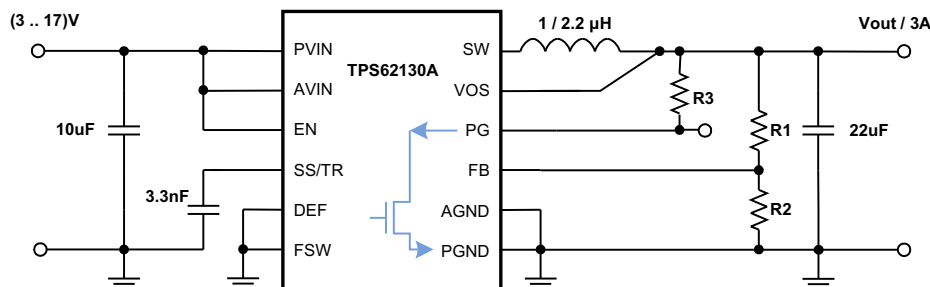 (3 .. 17)V
1 / 2.2 µH
Vout / 3A
PVIN
SW
TPS62130A
AVIN
VOS
R3
10uF
EN
PG
R1
22uF
SS/TR
FB
3.3nF
DEF
AGND
R2
FSW
PGND